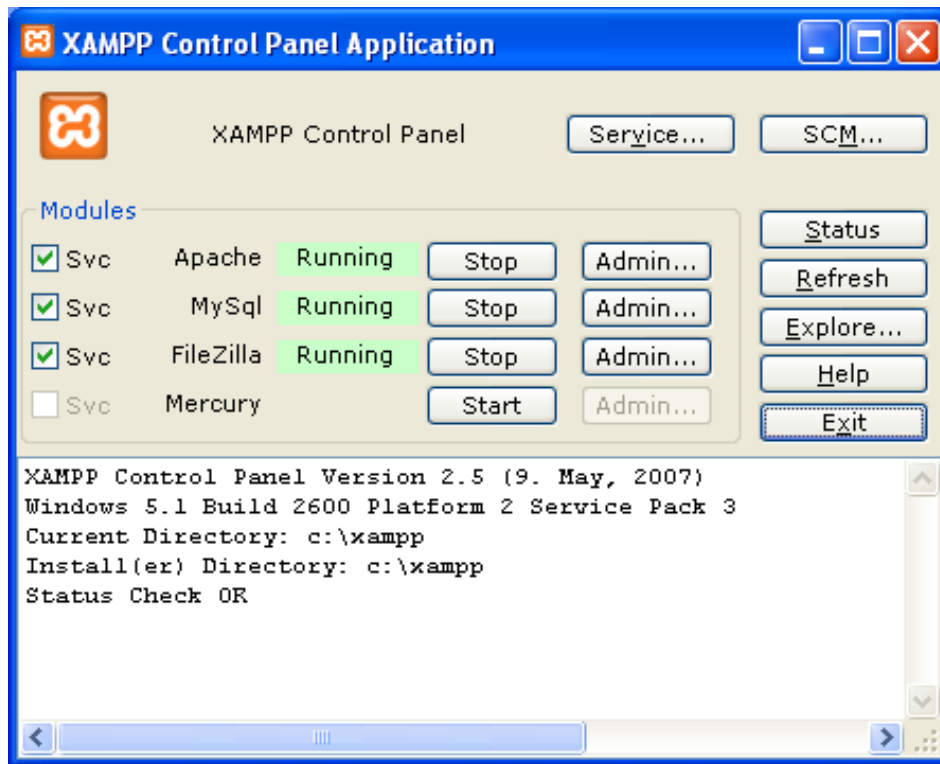 XAMPP Control Panel Application
XAMPP Control Panel Service... SCM...
Modules
Svc Apache Running Stop Admin...
Svc MySql Running Stop Admin...
Svc FileZilla Running Stop Admin...
Svc Mercury Start Admin...
Status
Refresh
Explore...
Help
Exit
XAMPP Control Panel Version 2.5 (9. May, 2007)
Windows 5.1 Build 2600 Platform 2 Service Pack 3
Current Directory: c:\xampp
Install(er) Directory: c:\xampp
Status Check OK